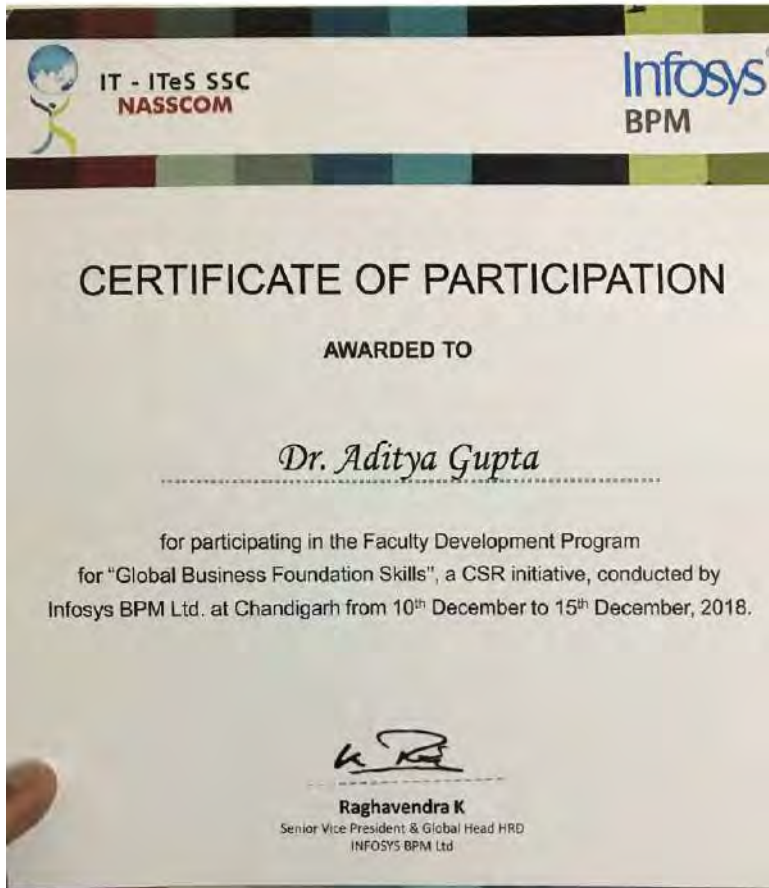 IT - ITeS SSC
NASSCOM
Infosys
BPM
CERTIFICATE OF PARTICIPATION
AWARDED TO
Dr. Aditya Gupta
for participating in the Faculty Development Program
for “Global Business Foundation Skills”, a CSR initiative, conducted by
Infosys BPM Ltd. at Chandigarh from 10th December to 15th December, 2018.
Raghavendra K
Senior Vice President & Global Head HRD
INFOSYS BPM Ltd